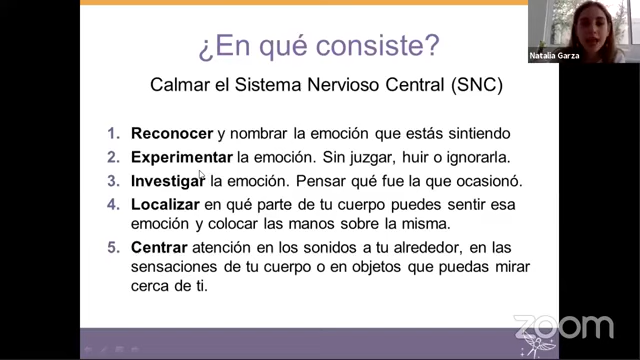 ¿En qué consiste?
Calmar el Sistema Nervioso Central (SNC)
1. Reconocer y nombrar la emoción que estás sintiendo
2. Experimentar la emoción. Sin juzgar, huir o ignorarla.
3. Investigar la emoción. Pensar qué fue la que ocasionó.
4. Localizar en qué parte de tu cuerpo puedes sentir esa
emoción y colocar las manos sobre la misma.
5. Centrar atención en los sonidos a tu alrededor, en las
sensaciones de tu cuerpo o en objetos que puedas mirar
cerca de ti.
Natalia Garza
zoom